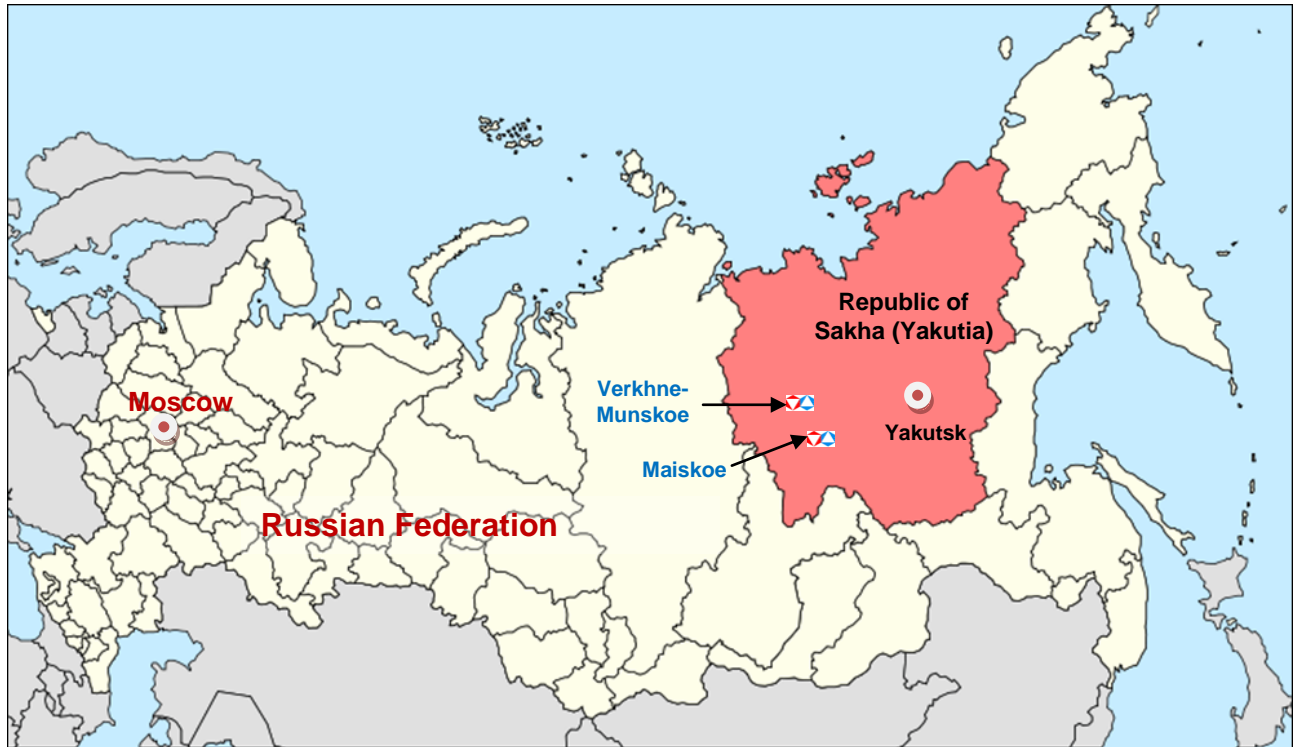 Republic of
Sakha (Yakutia)
Verkhne-
Munskoe
Moscow
Yakutsk
Maiskoe
Russian Federation